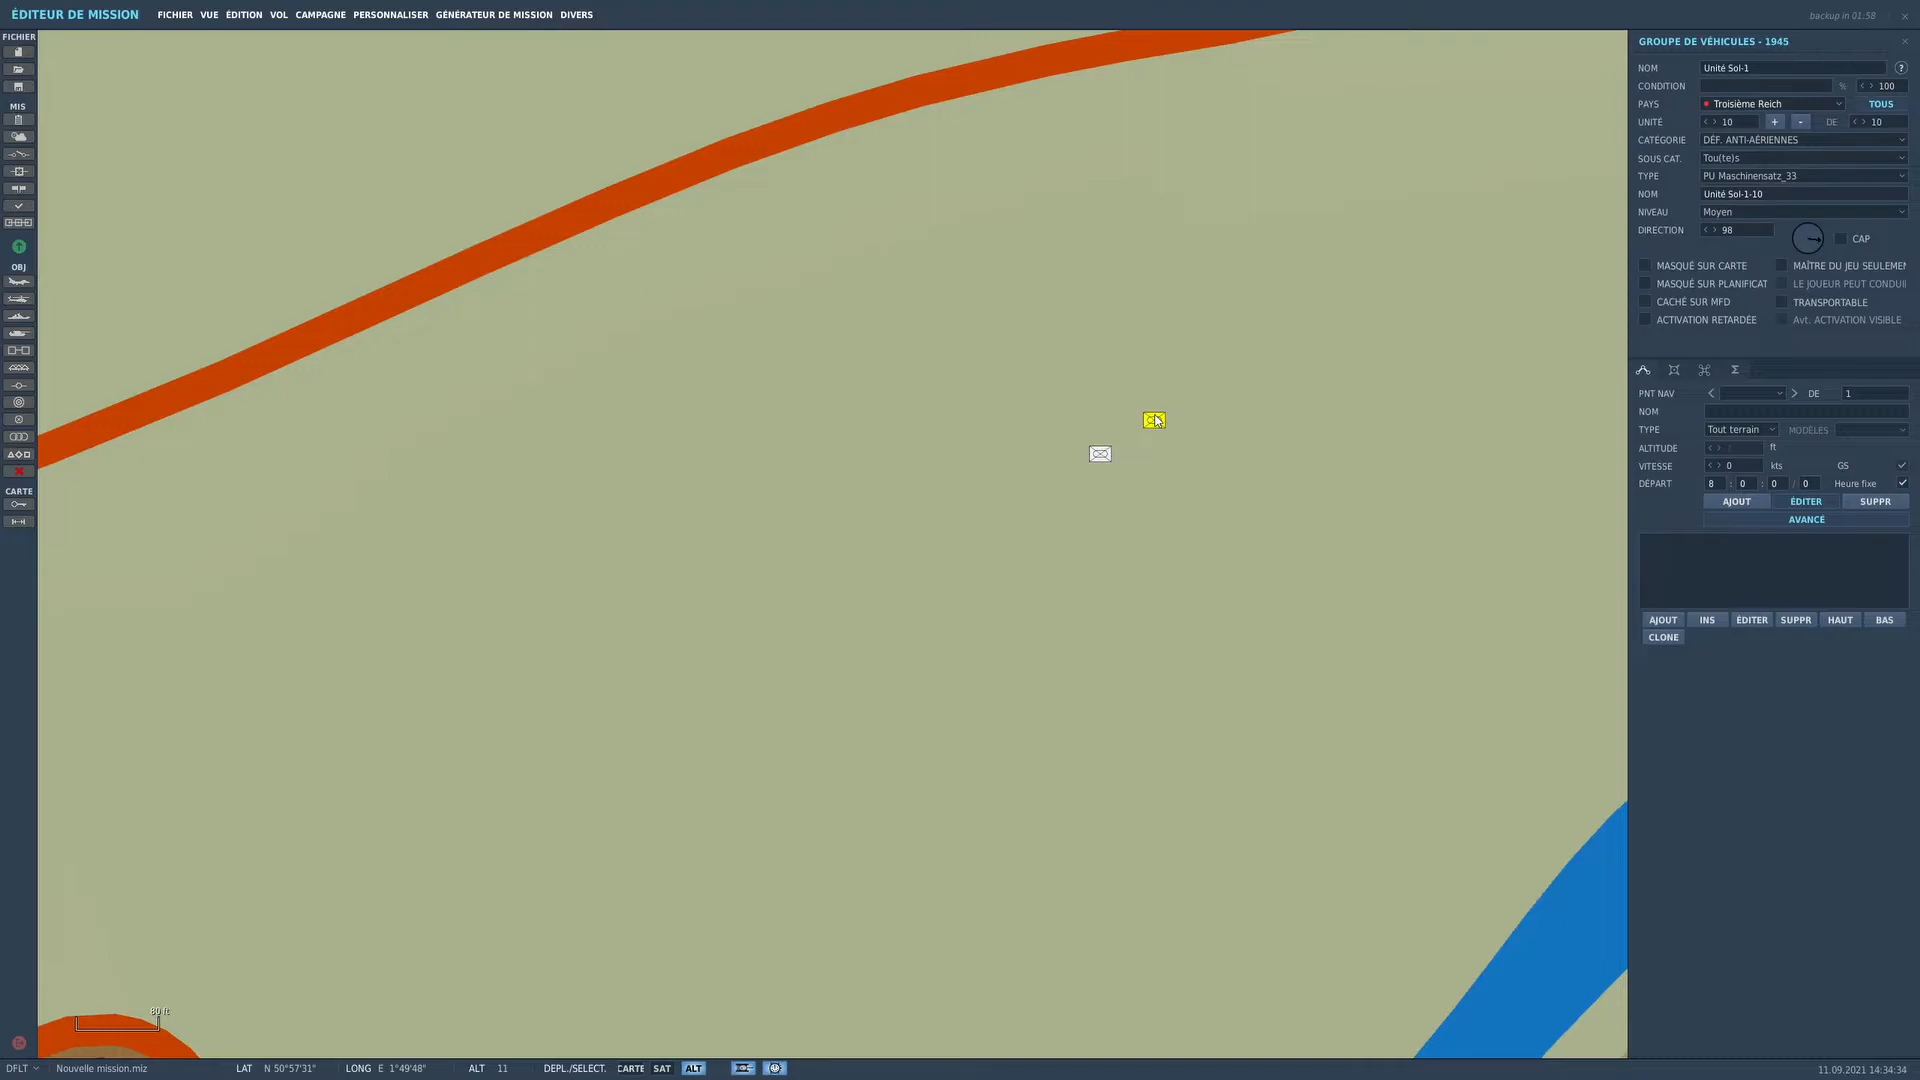 ÉDITEUR DE MISSION FICHIER VUE ÉDITION VOL CAMPAGNE PERSONNALISER GÉNÉRATEUR DE MISSION DIVERS backup in 01:58
FICHIER
MIS
OBJ
CARTE
GROUPE DE VÉHICULES - 1945
NOM Unité Sol-1 ?
CONDITION % < > 100
PAYS Troisième Reich TOUS
UNITÉ < > 10 + - DE < > 10
CATÉGORIE DÉF. ANTI-AÉRIENNES
SOUS CAT. Tou(te)s
TYPE PU Maschinensatz_33
NOM Unité Sol-1-10
NIVEAU Moyen
DIRECTION < > 98 CAP
MASQUÉ SUR CARTE MAÎTRE DU JEU SEULEMEN
MASQUÉ SUR PLANIFICAT LE JOUEUR PEUT CONDUI
CACHÉ SUR MFD TRANSPORTABLE
ACTIVATION RETARDÉE Avt. ACTIVATION VISIBLE
PNT NAV < > DE 1
NOM
TYPE Tout terrain MODÈLES
ALTITUDE < > ft
VITESSE < > 0 kts GS
DÉPART 8 : 0 : 0 / 0 Heure fixe
AJOUT ÉDITER SUPPR
AVANCÉ
AJOUT INS ÉDITER SUPPR HAUT BAS
CLONE
80 ft
DFLT Nouvelle mission.miz LAT N 50°57'31" LONG E 1°49'48" ALT 11 DEPL./SELECT. CARTE SAT ALT 11.09.2021 14:34:34